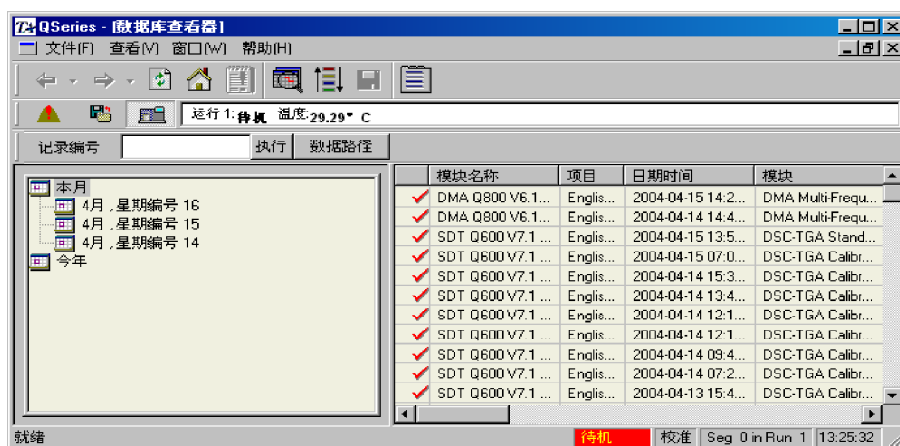 QSeries - [数据库查看器]
文件(F) 查看(V) 窗口(W) 帮助(H)
运行 1:待机 温度:29.29° C
记录编号 执行 数据路径
本月
4月 ,星期编号 16
4月 ,星期编号 15
4月 ,星期编号 14
今年
模块名称 项目 日期时间 模块
DMA Q800 V6.1... Englis... 2004-04-15 14:2... DMA Multi-Frequ...
DMA Q800 V6.1... Englis... 2004-04-14 14:4... DMA Multi-Frequ...
SDT Q600 V7.1 ... Englis... 2004-04-15 13:5... DSC-TGA Stand...
SDT Q600 V7.1 ... Englis... 2004-04-15 07:0... DSC-TGA Calibr...
SDT Q600 V7.1 ... Englis... 2004-04-14 15:3... DSC-TGA Calibr...
SDT Q600 V7.1 ... Englis... 2004-04-14 13:4... DSC-TGA Calibr...
SDT Q600 V7.1 ... Englis... 2004-04-14 12:1... DSC-TGA Calibr...
SDT Q600 V7.1 ... Englis... 2004-04-14 12:1... DSC-TGA Calibr...
SDT Q600 V7.1 ... Englis... 2004-04-14 09:4... DSC-TGA Calibr...
SDT Q600 V7.1 ... Englis... 2004-04-14 07:2... DSC-TGA Calibr...
SDT Q600 V7.1 ... Englis... 2004-04-13 15:4... DSC-TGA Calibr...
就绪 待机 校准 Seg 0 in Run 1 13:25:32